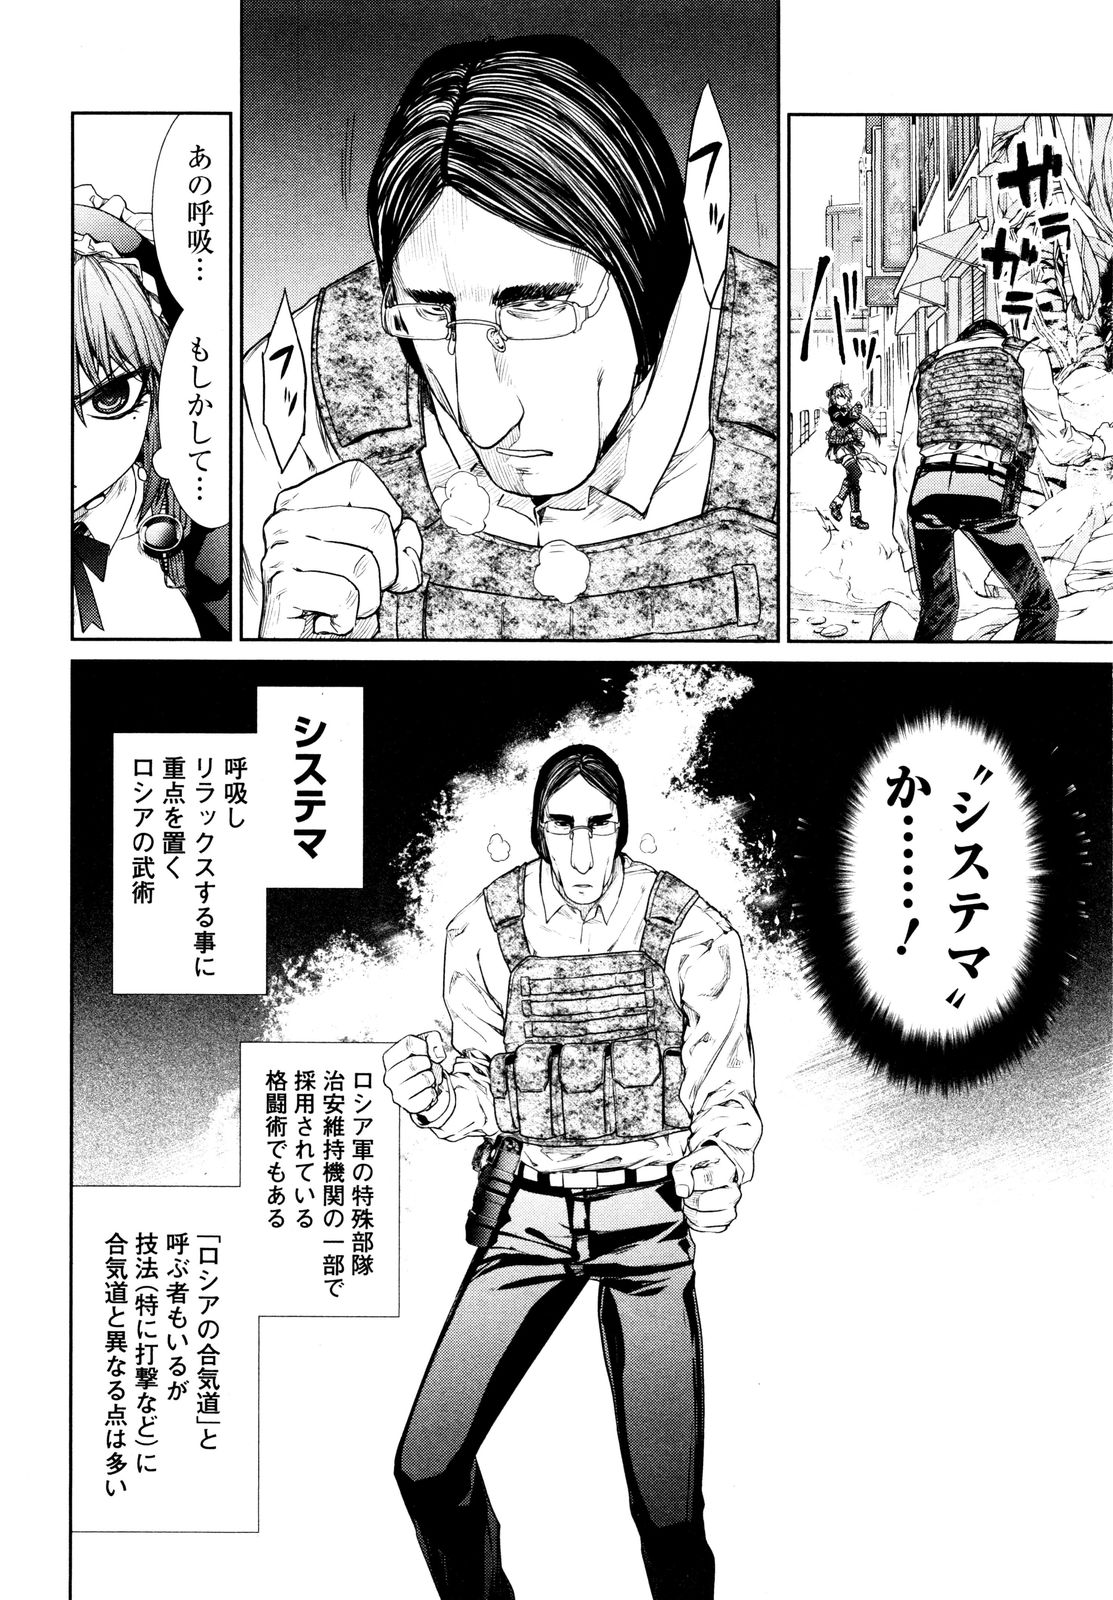 ガラ
ガラ
バッ
フッ
フッ
あの呼吸…
もしかして…
〝システマ〟
か………！
システマ
呼吸し
リラックスする事に
重点を置く
ロシアの武術
ロシア軍の特殊部隊
治安維持機関の一部で
採用されている
格闘術でもある
「ロシアの合気道」と
呼ぶ者もいるが
技法（特に打撃など）に
合気道と異なる点は多い